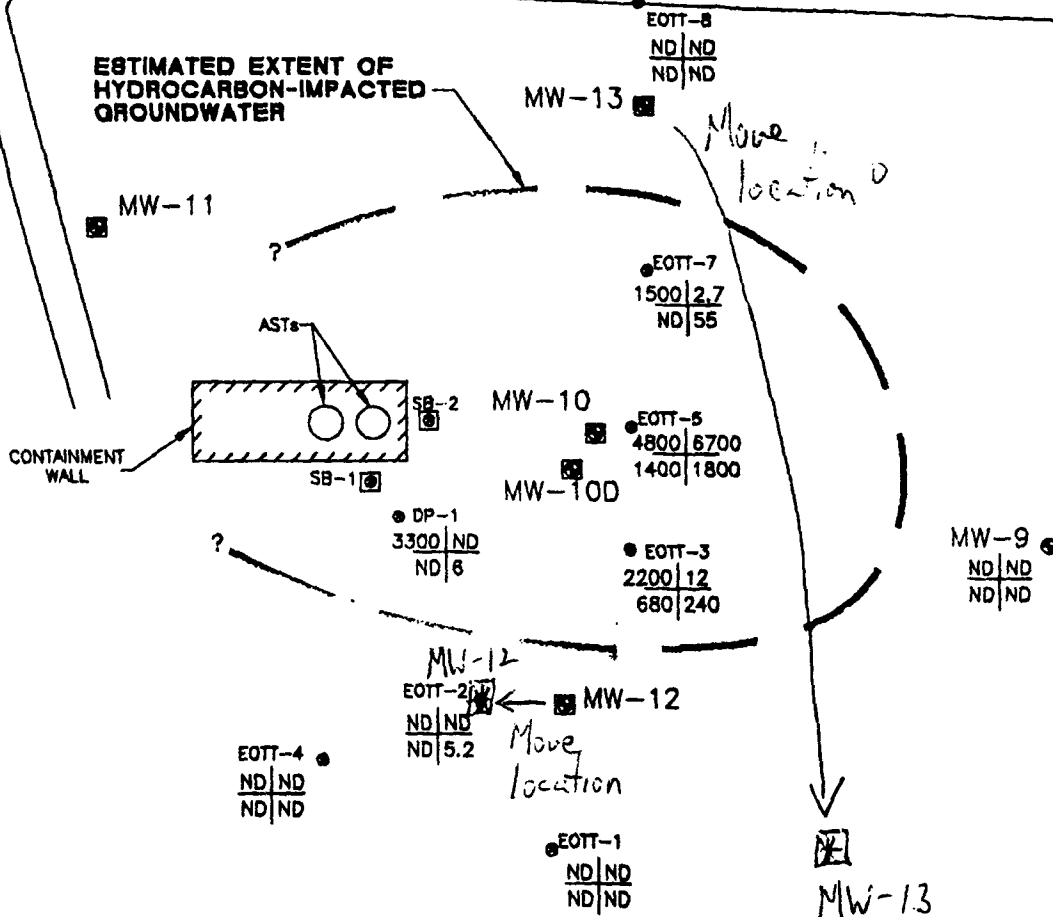 EOTT-8
ND|ND
ND|ND
ESTIMATED EXTENT OF
HYDROCARBON-IMPACTED
GROUNDWATER
MW-13
Move
location
MW-11
?
EOTT-7
1500|2.7
ND|55
ASTs
SB-2
MW-10
EOTT-5
4800|6700
1400|1800
CONTAINMENT
WALL
SB-1
MW-10D
DP-1
3300|ND
ND|6
?
EOTT-3
2200|12
680|240
MW-9
ND|ND
ND|ND
MW-12
EOTT-2
ND|ND
ND|5.2
MW-12
Move
location
EOTT-4
ND|ND
ND|ND
EOTT-1
ND|ND
ND|ND
MW-13